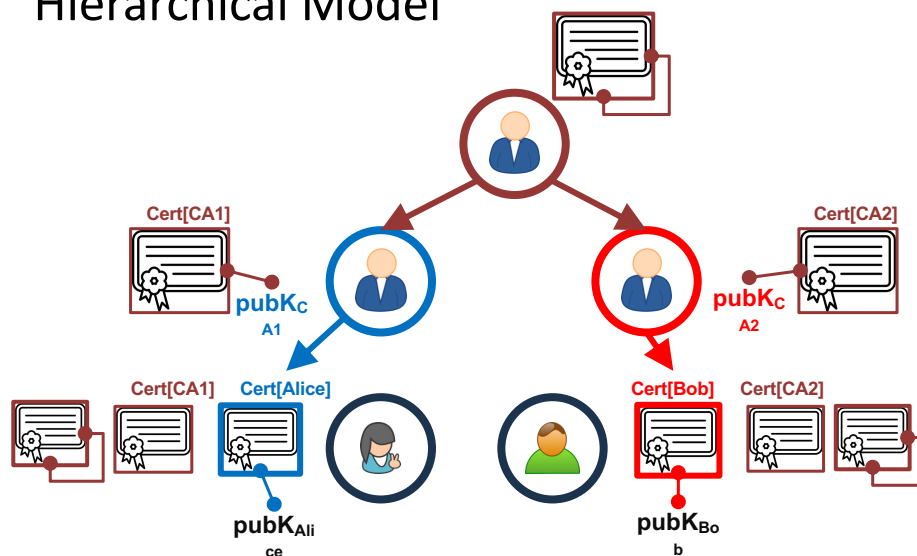 Hierarchical Model
Cert[CA1]
Cert[CA2]
pubKC
A1
pubKC
A2
Cert[CA1]
Cert[Alice]
Cert[Bob]
Cert[CA2]
pubKAli
ce
pubKBo
b